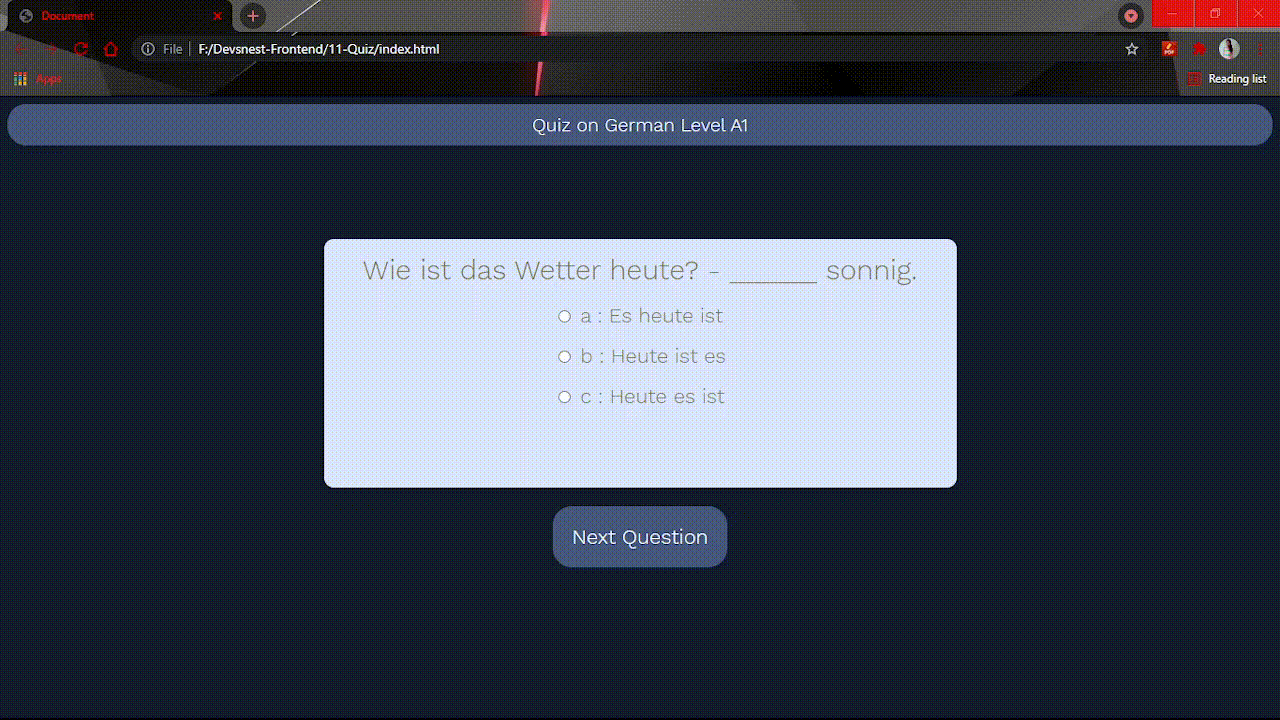 Document
File F:/Devsnest-Frontend/11-Quiz/index.html
Apps
Reading list
Quiz on German Level A1
Wie ist das Wetter heute? - ________ sonnig.
a : Es heute ist
b : Heute ist es
c : Heute es ist
Next Question